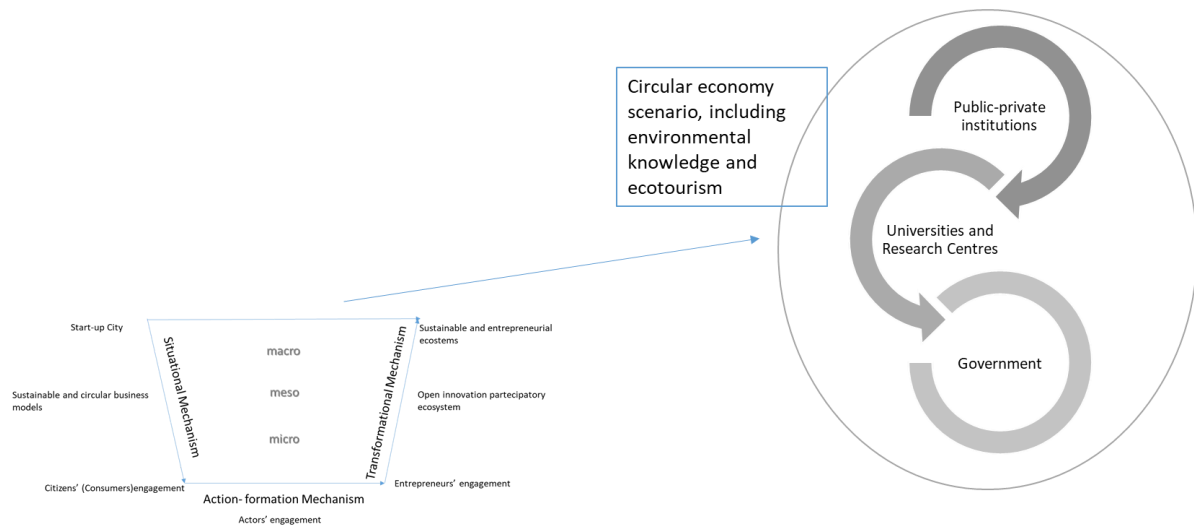 Circular economy
scenario, including
environmental
knowledge and
ecotourism
Public-private
institutions
Universities and
Research Centres
Government
Start-up City
Sustainable and entrepreneurial
ecostems
Situational Mechanism
macro
Transformational Mechanism
Sustainable and circular business
models
meso
Open innovation partecipatory
ecosystem
micro
Citizens' (Consumers)engagement
Entrepreneurs' engagement
Action- formation Mechanism
Actors' engagement